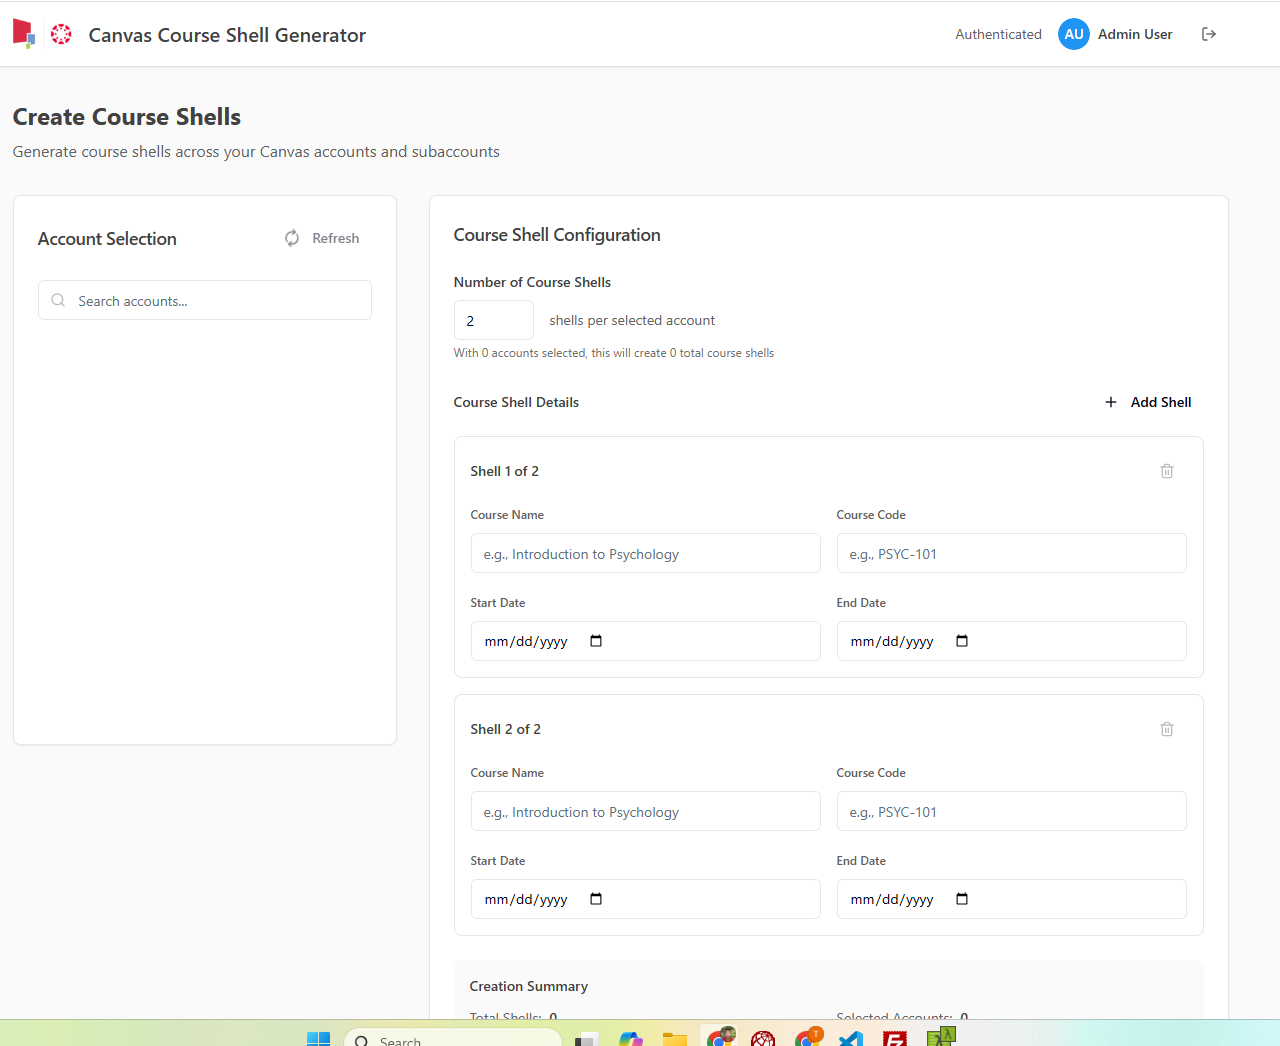 Canvas Course Shell Generator
Authenticated AU Admin User
Create Course Shells
Generate course shells across your Canvas accounts and subaccounts
Account Selection Refresh
Search accounts...
Course Shell Configuration
Number of Course Shells
2 shells per selected account
With 0 accounts selected, this will create 0 total course shells
Course Shell Details + Add Shell
Shell 1 of 2
Course Name Course Code
e.g., Introduction to Psychology e.g., PSYC-101
Start Date End Date
mm/dd/yyyy mm/dd/yyyy
Shell 2 of 2
Course Name Course Code
e.g., Introduction to Psychology e.g., PSYC-101
Start Date End Date
mm/dd/yyyy mm/dd/yyyy
Creation Summary
Total Shells: 0 Selected Accounts: 0
Search
T